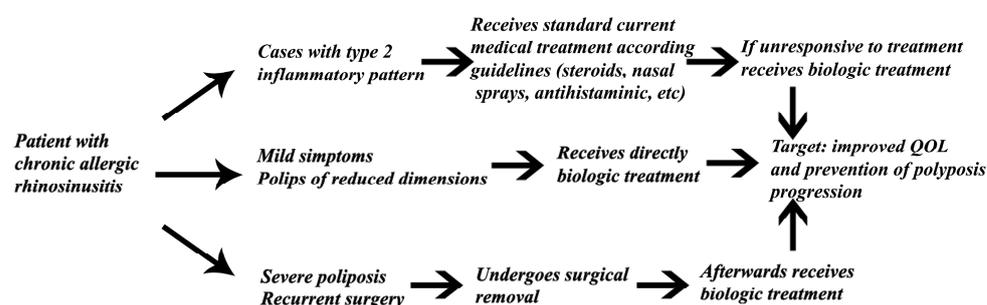 Patient with
chronic allergic
rhinosinusitis
Cases with type 2
inflammatory pattern
Receives standard current
medical treatment according
guidelines (steroids, nasal
sprays, antihistaminic, etc)
If unresponsive to treatment
receives biologic treatment
Mild simptoms
Polips of reduced dimensions
Receives directly
biologic treatment
Target: improved QOL
and prevention of polyposis
progression
Severe poliposis
Recurrent surgery
Undergoes surgical
removal
Afterwards receives
biologic treatment